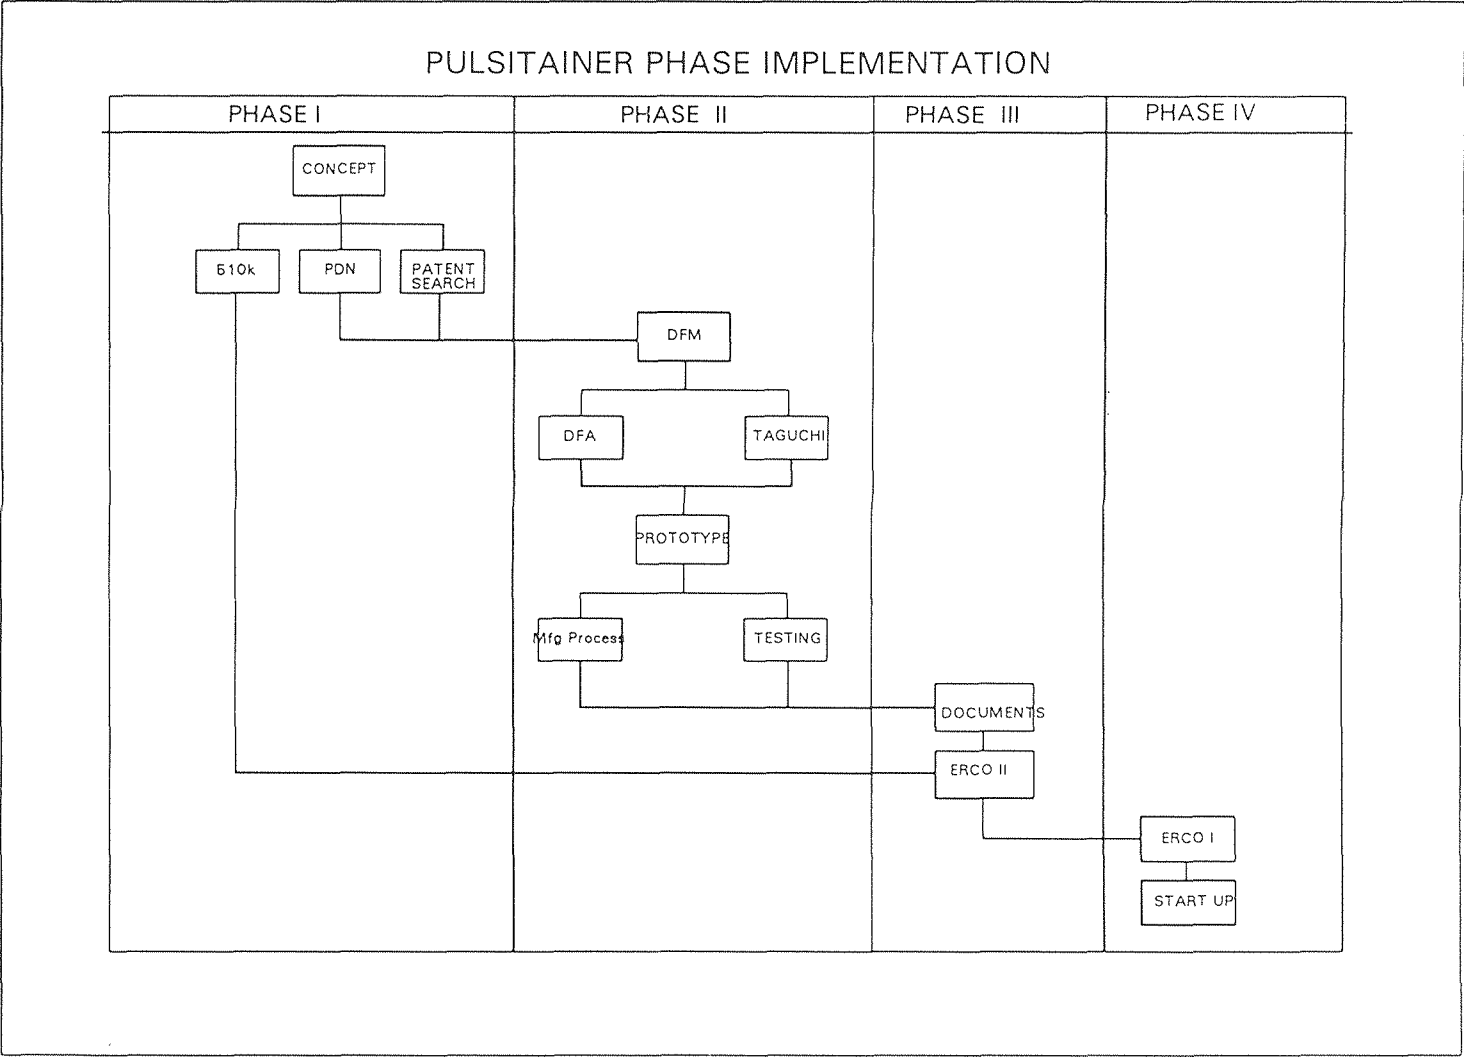 PULSITAINER PHASE IMPLEMENTATION
PHASE I
PHASE II
PHASE III
PHASE IV
CONCEPT
510k
PDN
PATENT
SEARCH
DFM
DFA
TAGUCHI
PROTOTYPE
Mfg Process
TESTING
DOCUMENTS
ERCO II
ERCO I
START UP